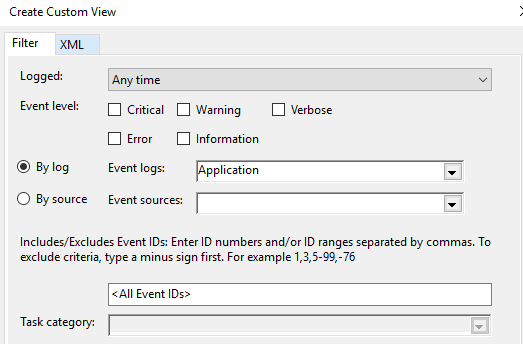 Create Custom View
Filter XML
Logged: Any time
Event level: Critical Warning Verbose
Error Information
By log Event logs: Application
By source Event sources:
Includes/Excludes Event IDs: Enter ID numbers and/or ID ranges separated by commas. To
exclude criteria, type a minus sign first. For example 1,3,5-99,-76
<All Event IDs>
Task category: